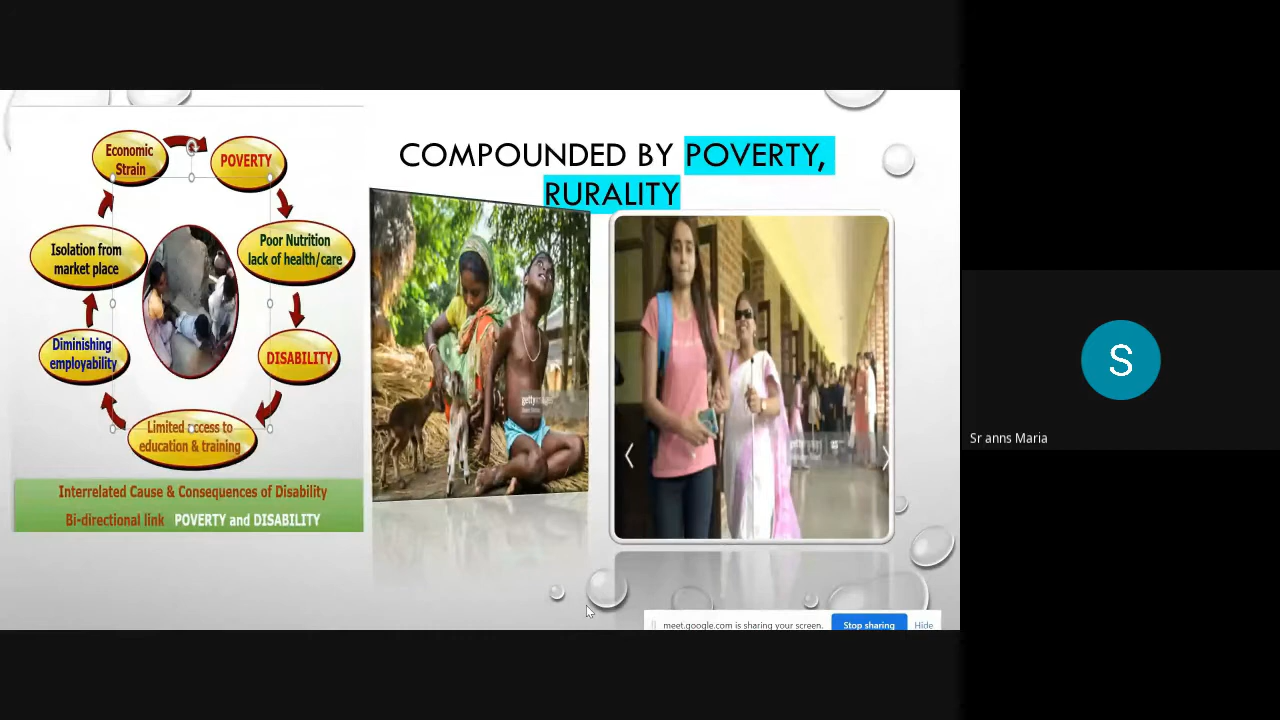 COMPOUNDED BY POVERTY,
RURALITY
Economic
Strain
POVERTY
Poor Nutrition
lack of health/care
DISABILITY
Limited access to
education & training
Diminishing
employability
Isolation from
market place
Interrelated Cause & Consequences of Disability
Bi-directional link POVERTY and DISABILITY
gettyimages
meet.google.com is sharing your screen.
Stop sharing
Hide
S
Sr anns Maria